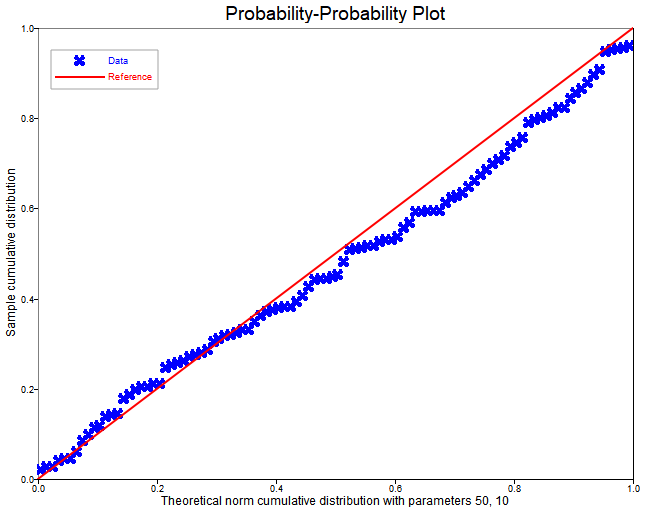 Probability-Probability Plot
1.0
Data
Reference
0.8
0.6
0.4
0.2
0.0
Sample cumulative distribution
0.0 0.2 0.4 0.6 0.8 1.0
Theoretical norm cumulative distribution with parameters 50, 10